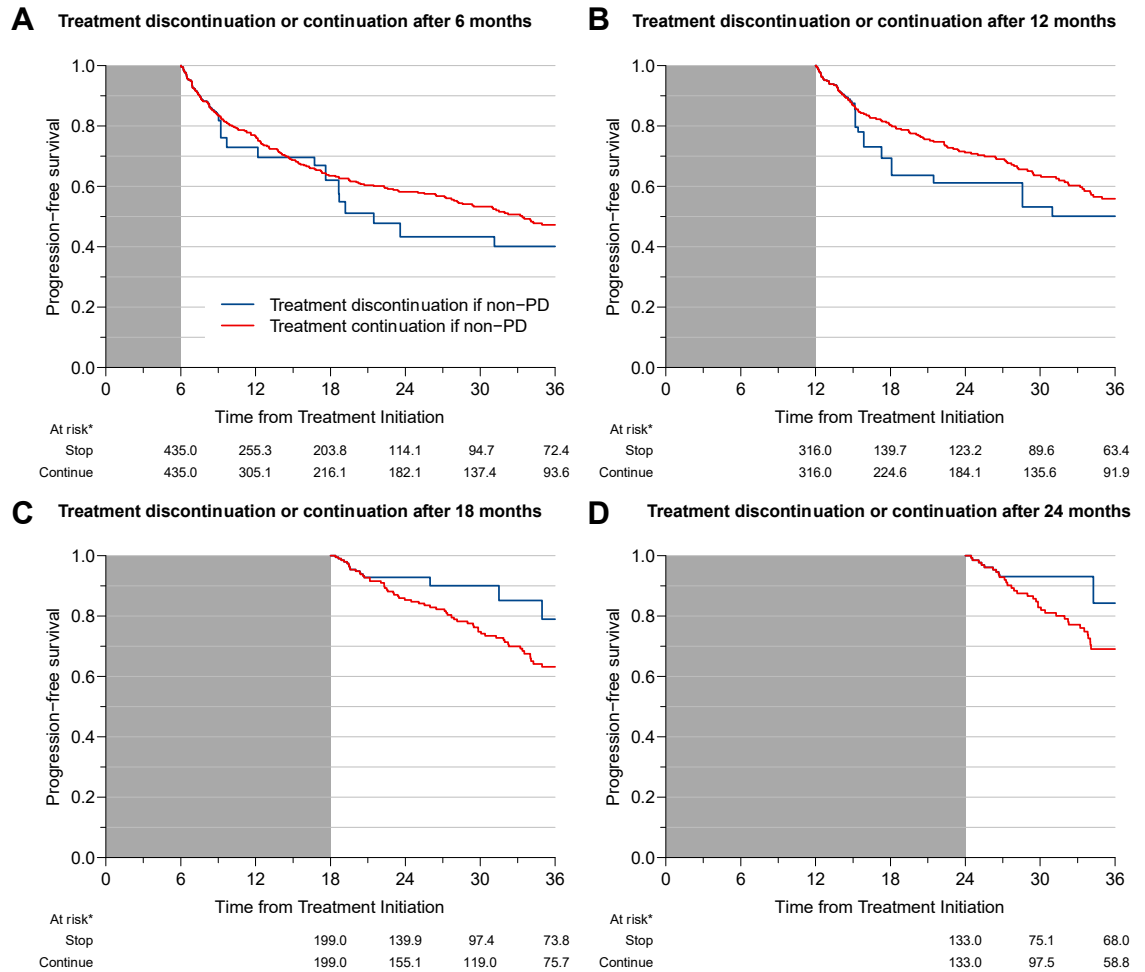 A Treatment discontinuation or continuation after 6 months
Progression−free survival
1.0
0.8
0.6
0.4
0.2
0.0
Treatment discontinuation if non−PD
Treatment continuation if non−PD
0 6 12 18 24 30 36
Time from Treatment Initiation
At risk*
Stop 435.0 255.3 203.8 114.1 94.7 72.4
Continue 435.0 305.1 216.1 182.1 137.4 93.6
B Treatment discontinuation or continuation after 12 months
Progression−free survival
1.0
0.8
0.6
0.4
0.2
0.0
0 6 12 18 24 30 36
Time from Treatment Initiation
At risk*
Stop 316.0 139.7 123.2 89.6 63.4
Continue 316.0 224.6 184.1 135.6 91.9
C Treatment discontinuation or continuation after 18 months
Progression−free survival
1.0
0.8
0.6
0.4
0.2
0.0
0 6 12 18 24 30 36
Time from Treatment Initiation
At risk*
Stop 199.0 139.9 97.4 73.8
Continue 199.0 155.1 119.0 75.7
D Treatment discontinuation or continuation after 24 months
Progression−free survival
1.0
0.8
0.6
0.4
0.2
0.0
0 6 12 18 24 30 36
Time from Treatment Initiation
At risk*
Stop 133.0 75.1 68.0
Continue 133.0 97.5 58.8